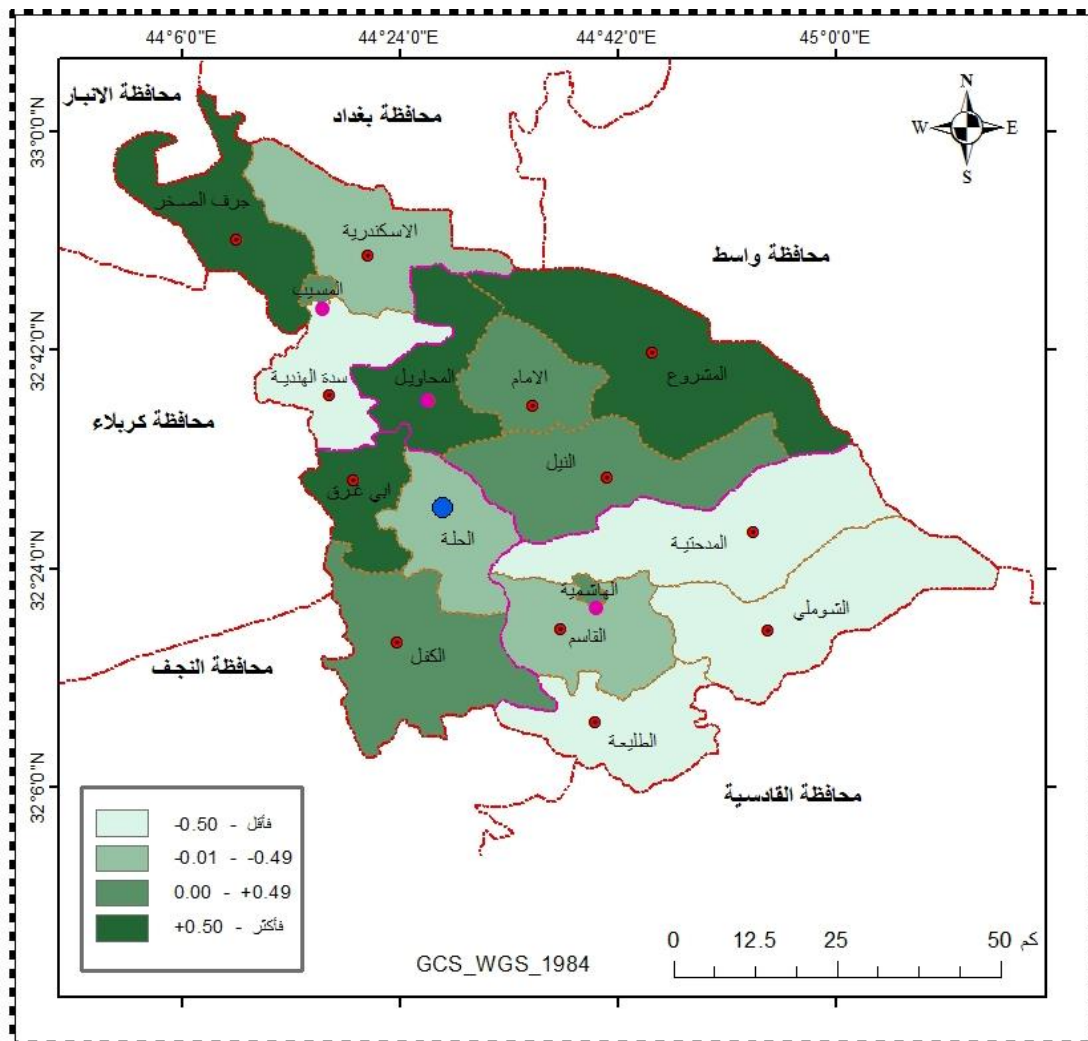 44°6'0"E
44°24'0"E
44°42'0"E
45°0'0"E
محافظة الانبار
محافظة بغداد
N
W
E
S
33°0'0"N
جرف الصخر
الاسكندرية
محافظة واسط
المسيب
32°42'0"N
سدة الهندية
المحاويل
الامام
المشروع
محافظة كربلاء
النيل
ابي غرق
الحلة
المدحتية
32°24'0"N
الهاشمية
الشوملي
القاسم
الكفل
محافظة النجف
الطليعة
32°6'0"N
محافظة القادسية
-0.50 - فأقل
-0.01 - -0.49
0.00 - +0.49
+0.50 - فأكثر
GCS_WGS_1984
0 12.5 25 50 كم